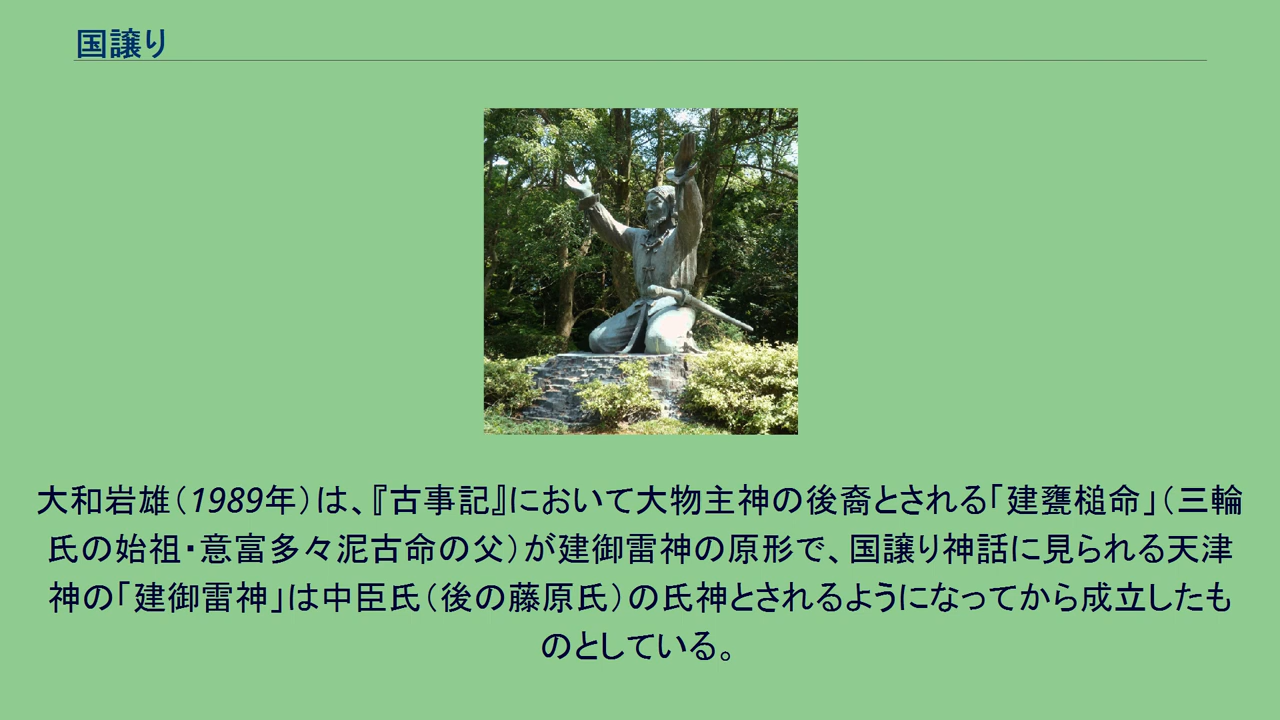 国譲り
大和岩雄（1989年）は、『古事記』において大物主神の後裔とされる「建甕槌命」（三輪
氏の始祖・意富多々泥古命の父）が建御雷神の原形で、国譲り神話に見られる天津
神の「建御雷神」は中臣氏（後の藤原氏）の氏神とされるようになってから成立したも
のとしている。